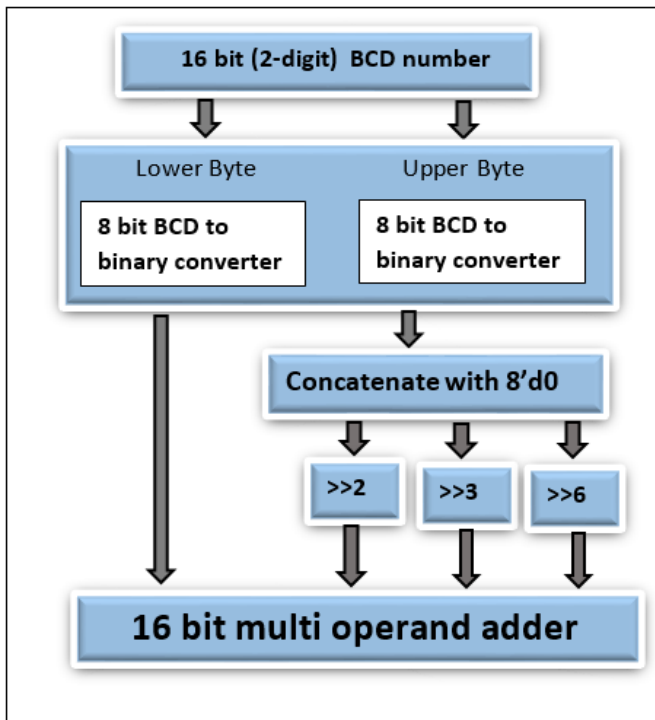 16 bit (2-digit) BCD number
Lower Byte
Upper Byte
8 bit BCD to
binary converter
8 bit BCD to
binary converter
Concatenate with 8’d0
>>2
>>3
>>6
16 bit multi operand adder